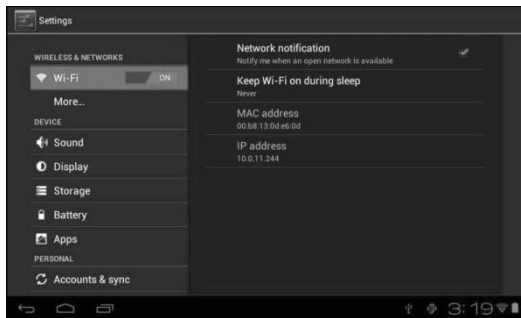 Settings
WIRELESS & NETWORKS
Wi-Fi
ON
More...
DEVICE
Sound
Display
Storage
Battery
Apps
PERSONAL
Accounts & sync
Network notification
Notify me when an open network is available
Keep Wi-Fi on during sleep
Never
MAC address
00:b8:13:0d:e6:0d
IP address
10.0.11.244
3:19